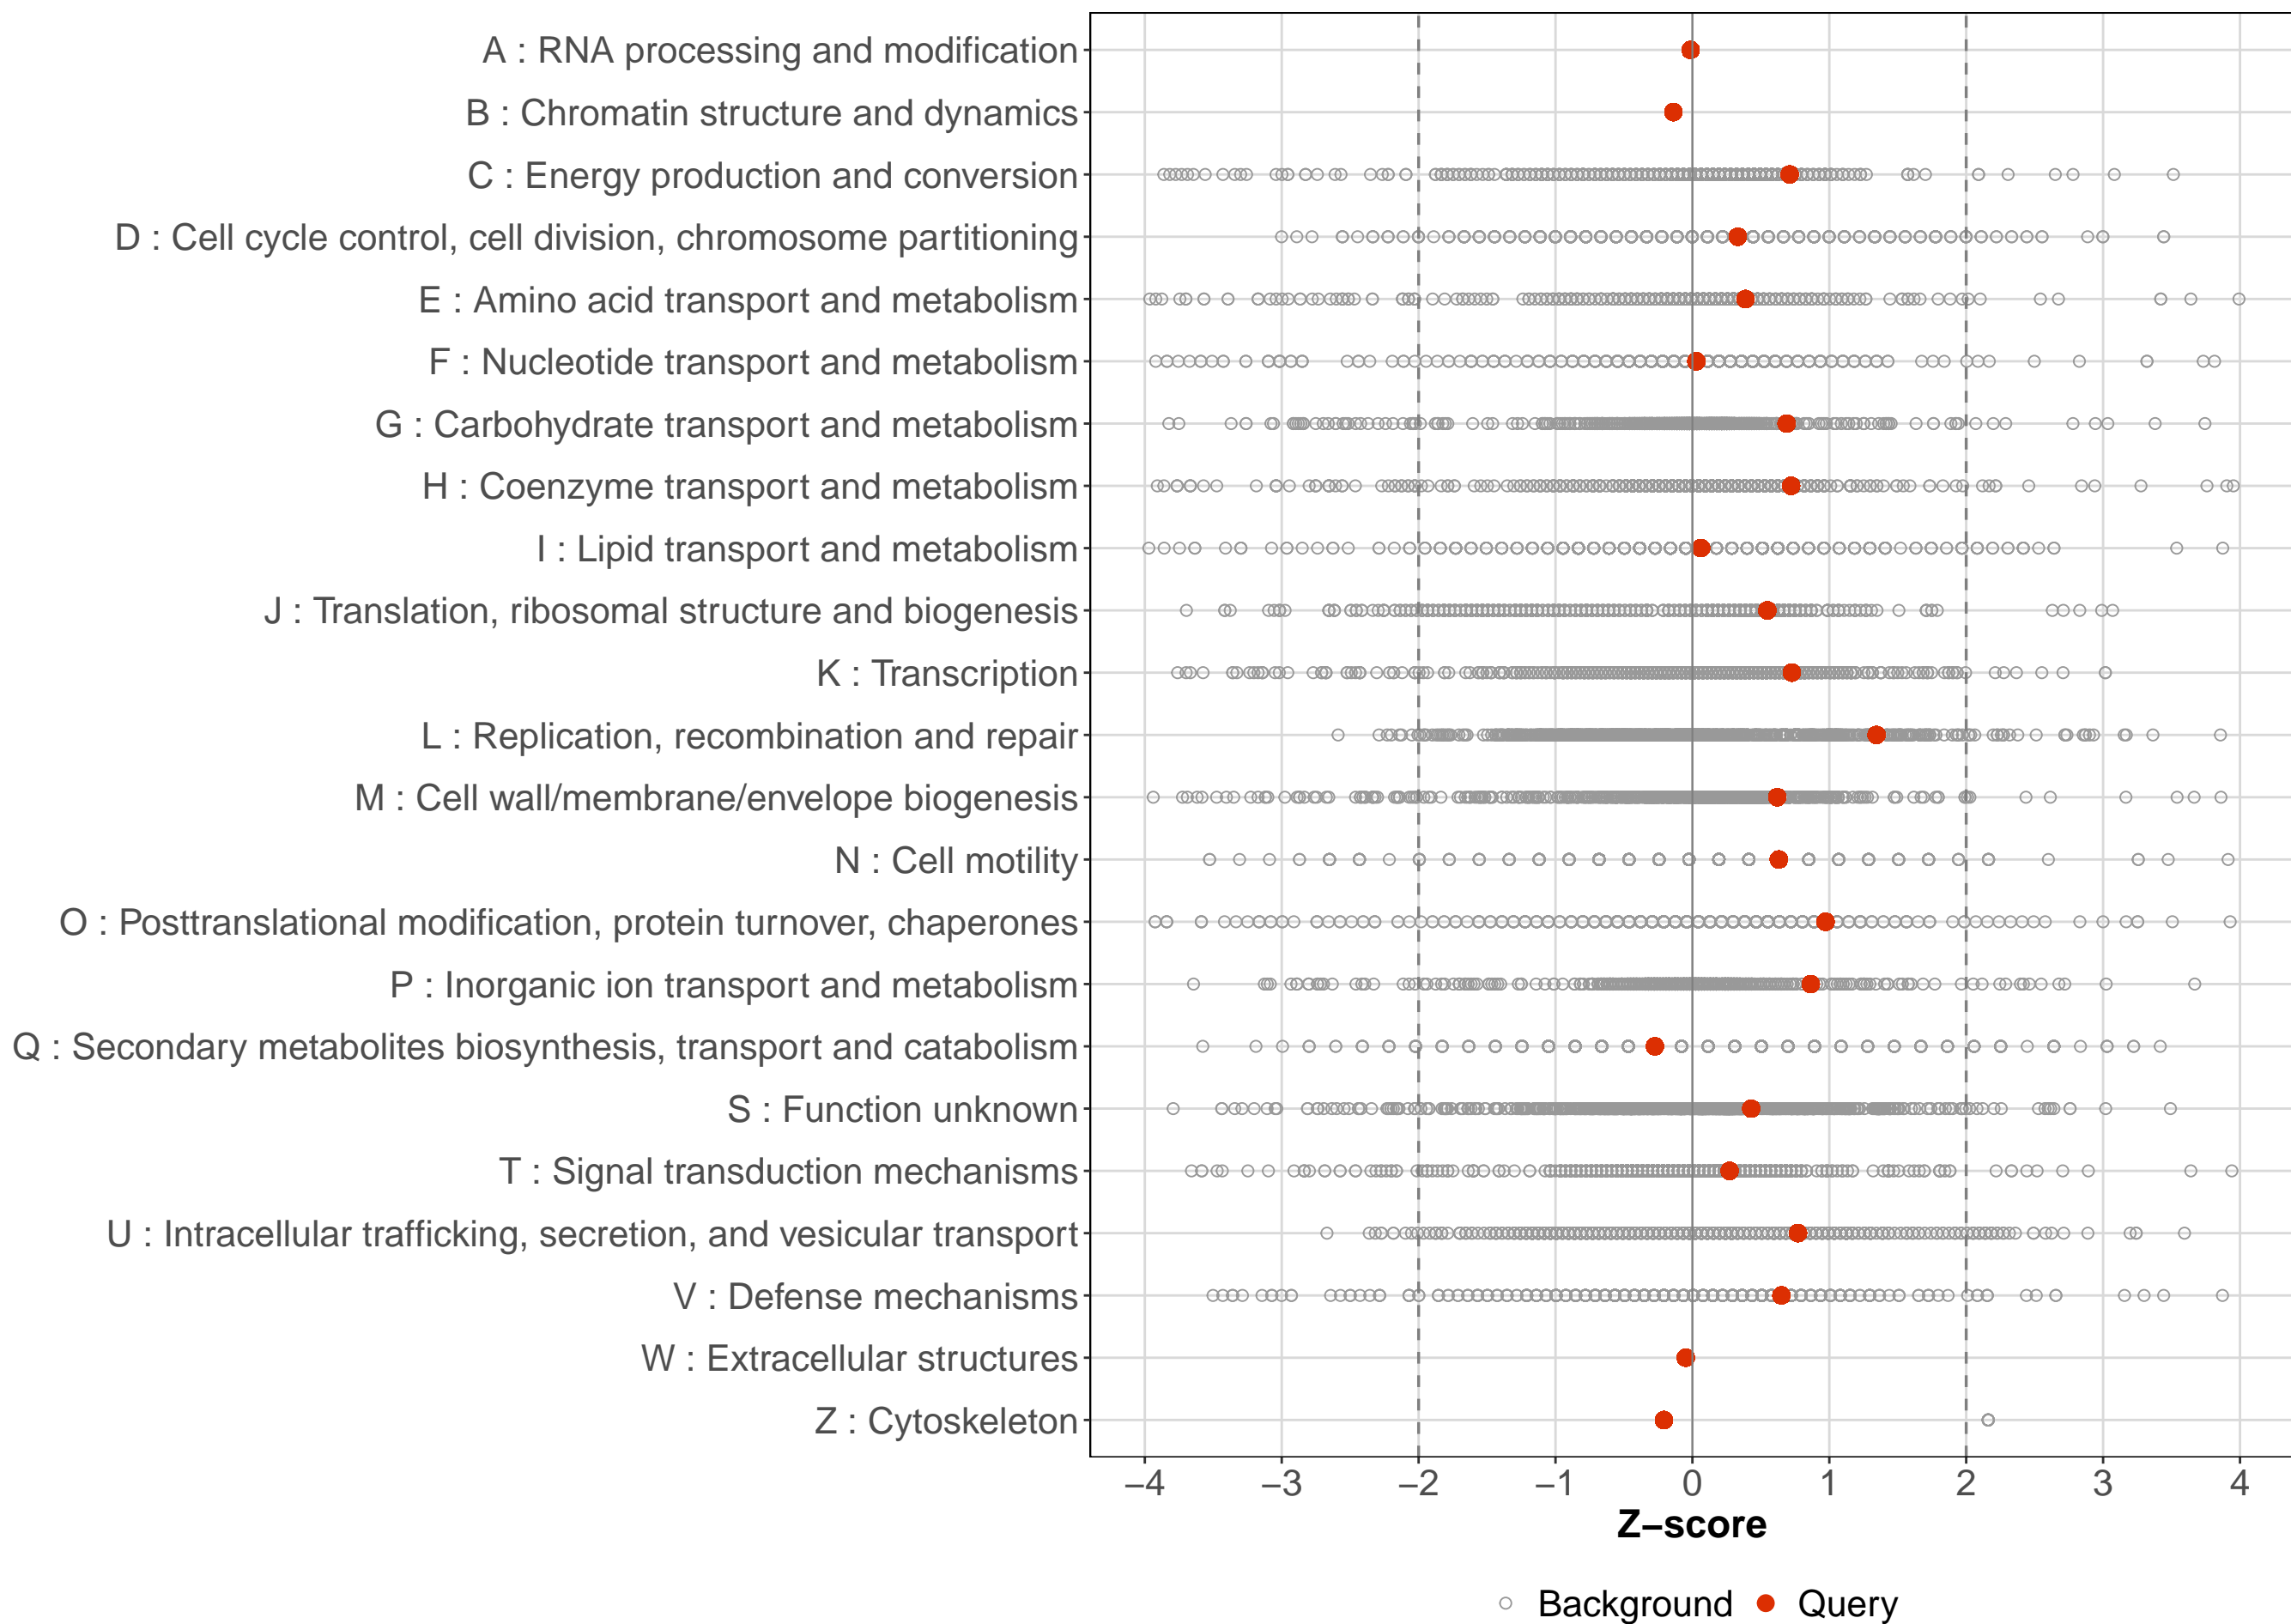 A : RNA processing and modification
B : Chromatin structure and dynamics
C : Energy production and conversion
D : Cell cycle control, cell division, chromosome partitioning
E : Amino acid transport and metabolism
F : Nucleotide transport and metabolism
G : Carbohydrate transport and metabolism
H : Coenzyme transport and metabolism
I : Lipid transport and metabolism
J : Translation, ribosomal structure and biogenesis
K : Transcription
L : Replication, recombination and repair
M : Cell wall/membrane/envelope biogenesis
N : Cell motility
O : Posttranslational modification, protein turnover, chaperones
P : Inorganic ion transport and metabolism
Q : Secondary metabolites biosynthesis, transport and catabolism
S : Function unknown
T : Signal transduction mechanisms
U : Intracellular trafficking, secretion, and vesicular transport
V : Defense mechanisms
W : Extracellular structures
Z : Cytoskeleton
−4 −3 −2 −1 0 1 2 3 4
Z−score
Background Query